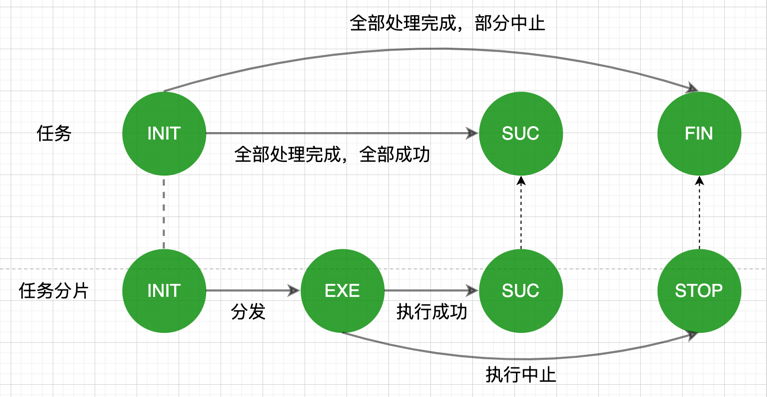 全部处理完成，部分中止
任务
INIT
SUC
FIN
全部处理完成，全部成功
任务分片
INIT
EXE
SUC
STOP
分发
执行成功
执行中止